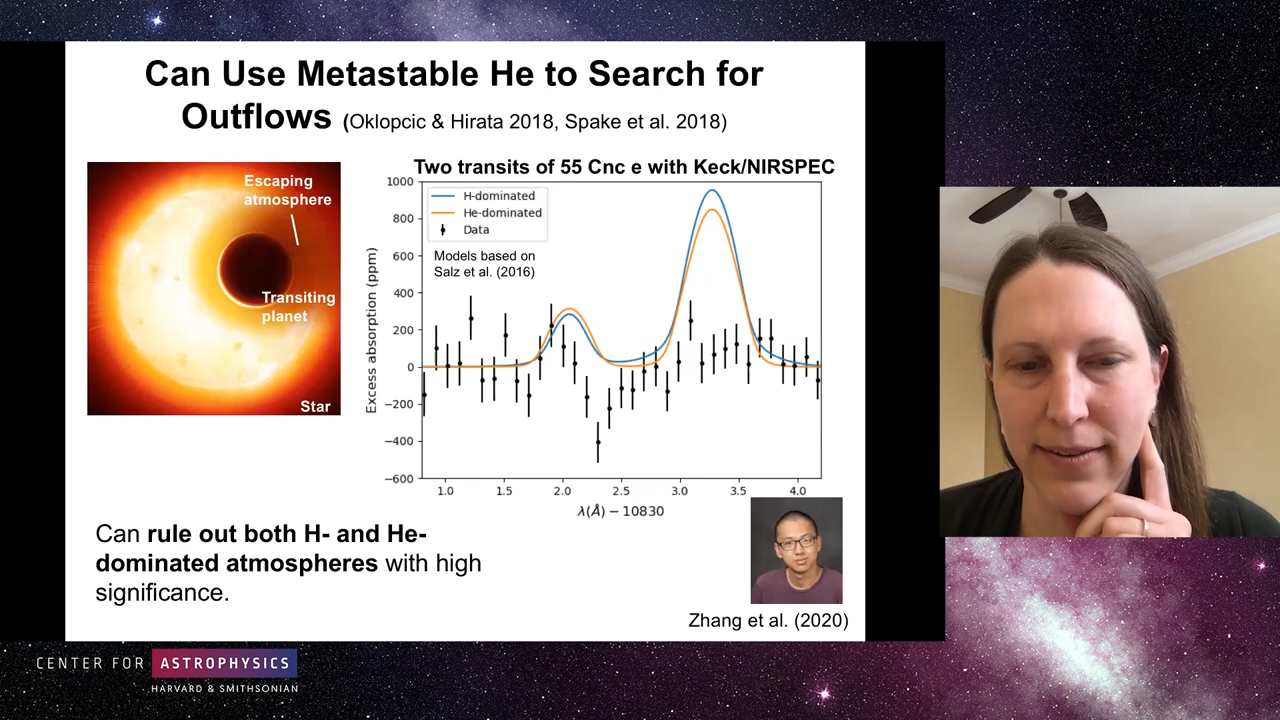 Can Use Metastable He to Search for
Outflows (Oklopcic & Hirata 2018, Spake et al. 2018)
Escaping
atmosphere
Transiting
planet
Star
Two transits of 55 Cnc e with Keck/NIRSPEC
H-dominated
He-dominated
Data
Models based on
Salz et al. (2016)
Excess absorption (ppm)
1000
800
600
400
200
0
−200
−400
−600
1.0 1.5 2.0 2.5 3.0 3.5 4.0
λ(Å) − 10830
Can rule out both H- and He-
dominated atmospheres with high
significance.
Zhang et al. (2020)
CENTER FOR ASTROPHYSICS
HARVARD & SMITHSONIAN